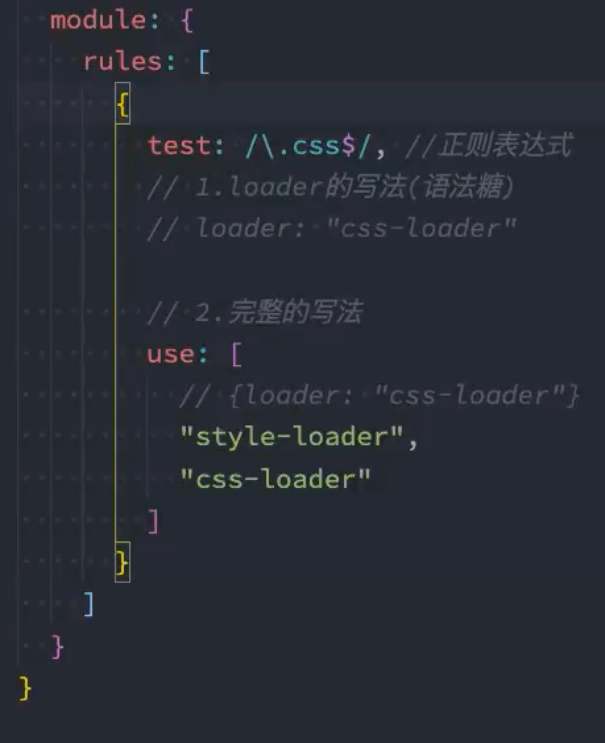 module: {
rules: [
{
test: /\.css$/, //正则表达式
// 1.loader的写法(语法糖)
// loader: "css-loader"
// 2.完整的写法
use: [
// {loader: "css-loader"}
"style-loader",
"css-loader"
]
}
]
}
}